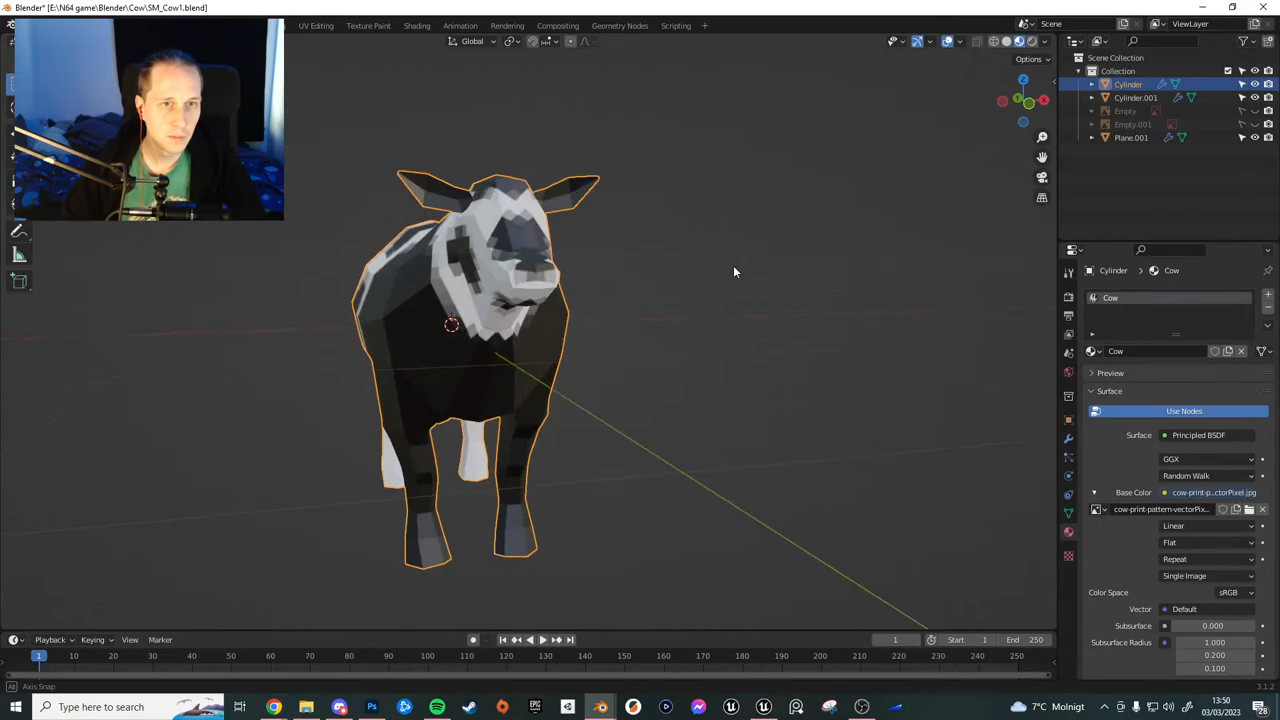 Blender* [E:\N64 game\Blender\Cow\SM_Cow1.blend]
UV Editing Texture Paint Shading Animation Rendering Compositing Geometry Nodes Scripting +
Scene ViewLayer
Global
Options
Scene Collection
Collection
Cylinder
Cylinder.001
Empty
Empty.001
Plane.001
X
Y
Z
Cylinder > Cow
Cow
Cow
Preview
Surface
Use Nodes
Surface Principled BSDF
GGX
Random Walk
Base Color cow-print-p...ctorPixel.jpg
cow-print-pattern-vectorPix...
Linear
Flat
Repeat
Single Image
Color Space sRGB
Vector Default
Subsurface 0.000
Subsurface Radius 1.000
0.200
0.100
Playback Keying View Marker
1 Start 1 End 250
1 10 20 30 40 50 60 70 80 90 100 110 120 130 140 150 160 170 180 190 200 210 220 230 240 250
Axis Snap
3.1.2
Type here to search
7°C Molnigt
13:50
03/03/2023